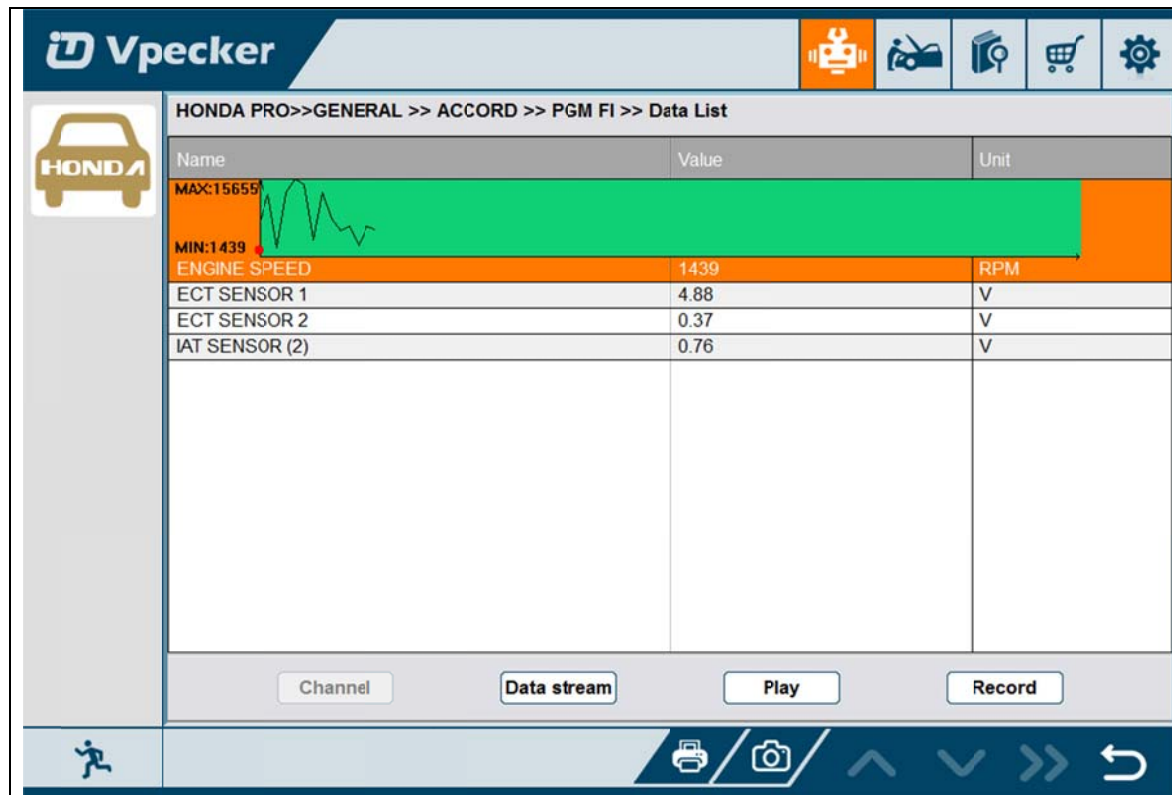 Vpecker
HONDA
HONDA PRO>>GENERAL >> ACCORD >> PGM FI >> Data List
Name Value Unit
MAX:15655
MIN:1439
ENGINE SPEED 1439 RPM
ECT SENSOR 1 4.88 V
ECT SENSOR 2 0.37 V
IAT SENSOR (2) 0.76 V
Channel Data stream Play Record